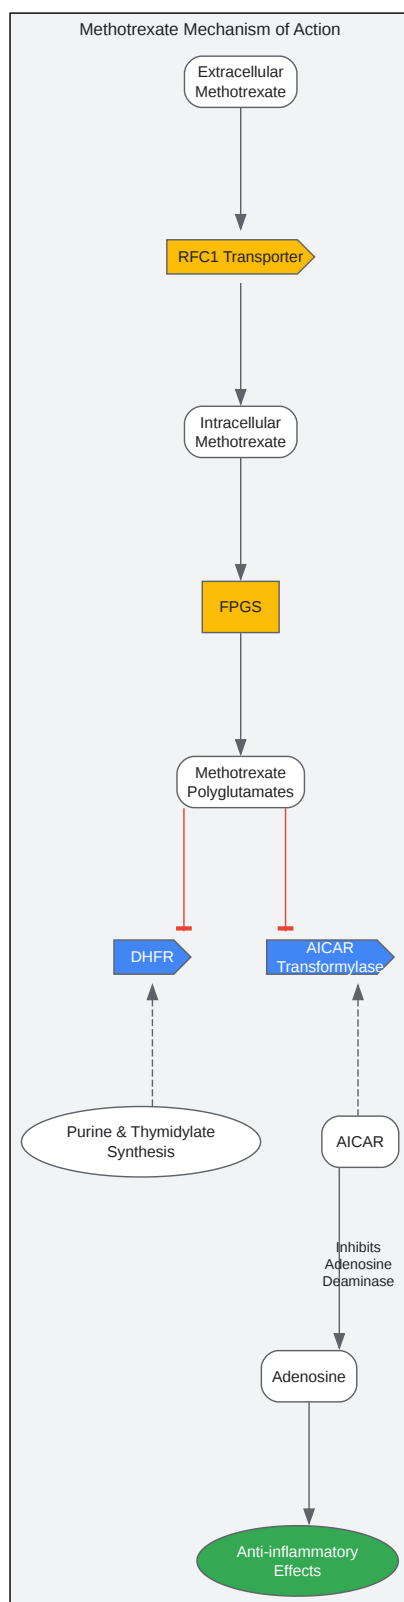 Methotrexate Mechanism of Action
Extracellular
Methotrexate
RFC1 Transporter
Intracellular
Methotrexate
FPGS
Methotrexate
Polyglutamates
DHFR
AICAR
Transformylase
Purine & Thymidylate
Synthesis
AICAR
Inhibits
Adenosine
Deaminase
Adenosine
Anti-inflammatory
Effects